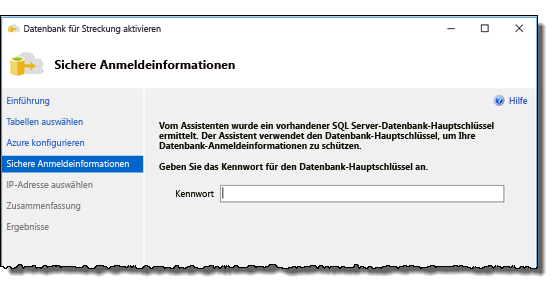 Datenbank für Streckung aktivieren
Sichere Anmeldeinformationen
Einführung
Tabellen auswählen
Azure konfigurieren
Sichere Anmeldeinformationen
IP-Adresse auswählen
Zusammenfassung
Ergebnisse
Hilfe
Vom Assistenten wurde ein vorhandener SQL Server-Datenbank-Hauptschlüssel
ermittelt. Der Assistent verwendet den Datenbank-Hauptschlüssel, um Ihre
Datenbank-Anmeldeinformationen zu schützen.
Geben Sie das Kennwort für den Datenbank-Hauptschlüssel an.
Kennwort